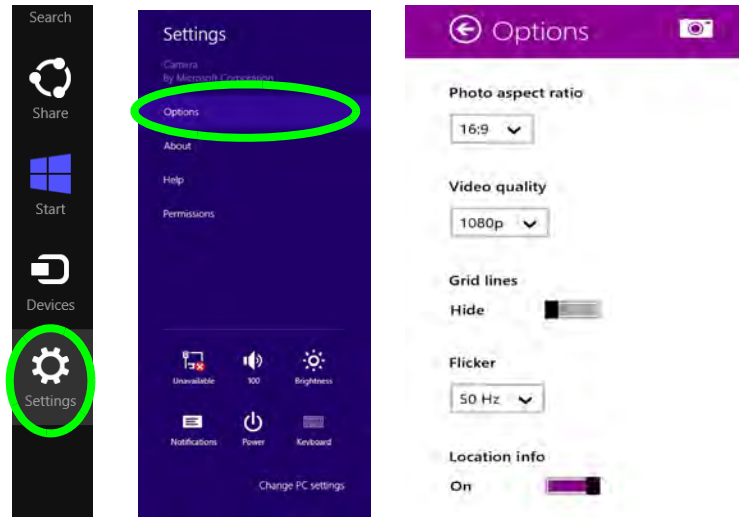 Search
Share
Start
Devices
Settings
Settings
Camera
By Microsoft Corporation
Options
About
Help
Permissions
Unavailable
100
Brightness
Notifications
Power
Keyboard
Change PC settings
Options
Photo aspect ratio
16:9
Video quality
1080p
Grid lines
Hide
Flicker
50 Hz
Location info
On